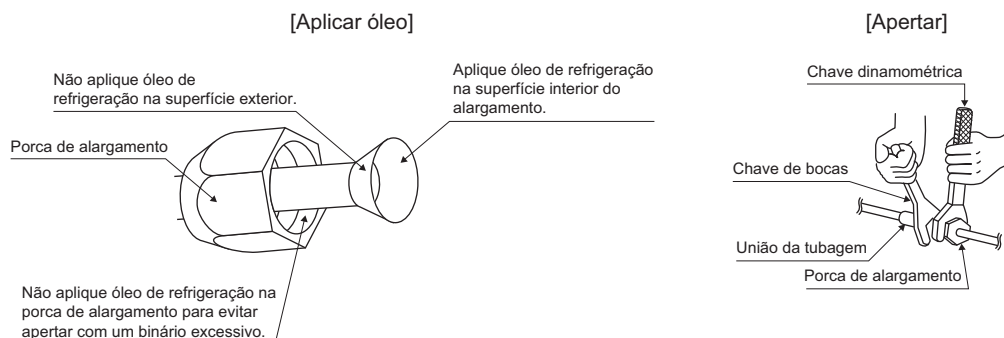 [Aplicar óleo]
Não aplique óleo de
refrigeração na superfície exterior.
Aplique óleo de refrigeração
na superfície interior do
alargamento.
Porca de alargamento
Não aplique óleo de refrigeração na
porca de alargamento para evitar
apertar com um binário excessivo.
[Apertar]
Chave dinamométrica
Chave de bocas
União da tubagem
Porca de alargamento